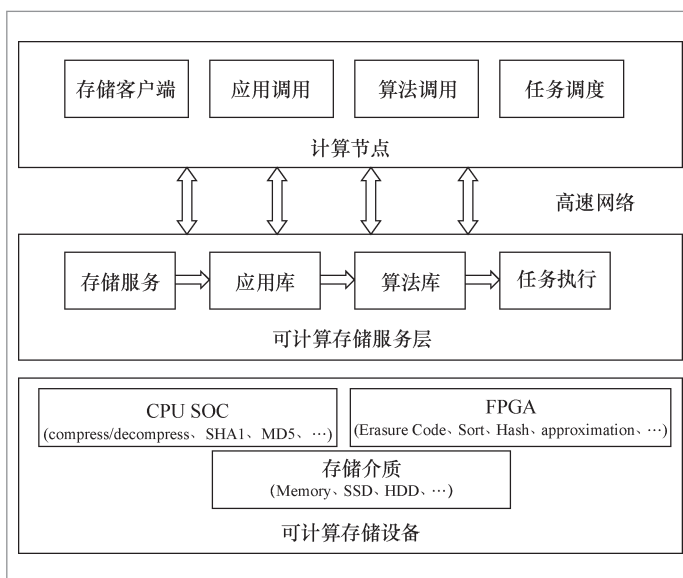 存储客户端
应用调用
算法调用
任务调度
计算节点
高速网络
存储服务
应用库
算法库
任务执行
可计算存储服务层
CPU SOC
(compress/decompress、SHA1、MD5、…)
FPGA
(Erasure Code、Sort、Hash、approximation、…)
存储介质
(Memory、SSD、HDD、…)
可计算存储设备